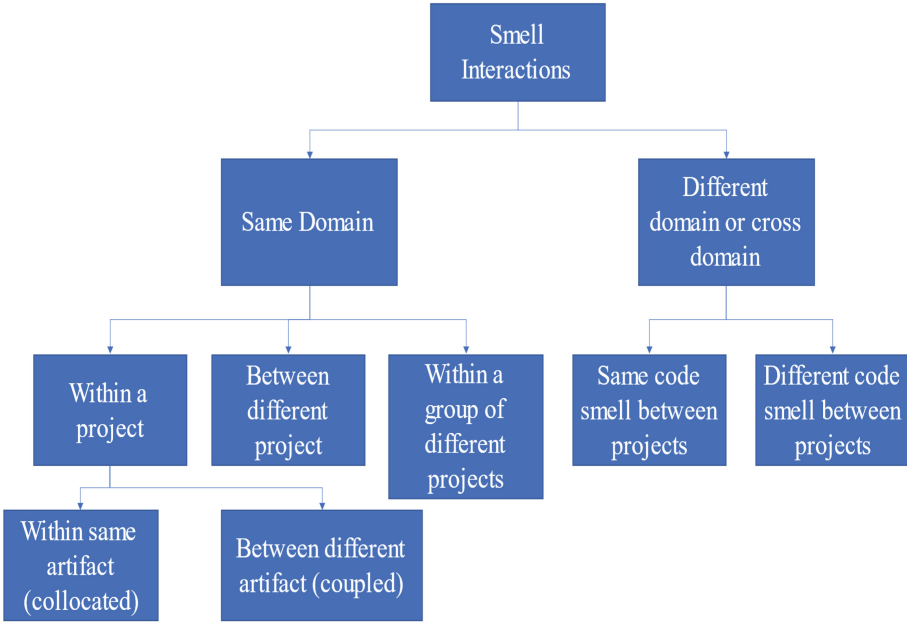 Smell
Interactions
Same Domain
Different
domain or cross
domain
Within a
project
Between
different
project
Within a
group of
different
projects
Same code
smell between
projects
Different code
smell between
projects
Within same
artifact
(collocated)
Between different
artifact (coupled)